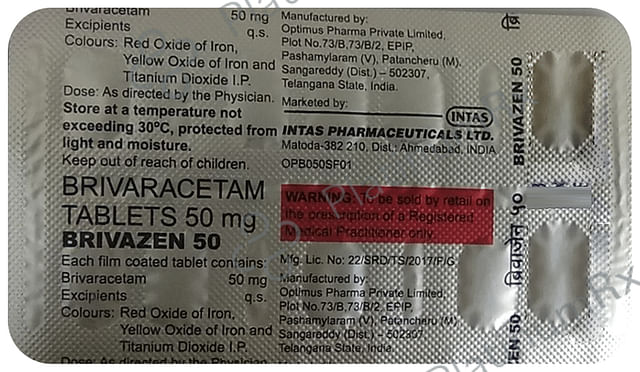 Brivaracetam 50 mg
Excipients q.s.
Colours: Red Oxide of Iron,
Yellow Oxide of Iron and
Titanium Dioxide I.P.
Dose: As directed by the Physician.
Store at a temperature not
exceeding 30°C, protected from
light and moisture.
Keep out of reach of children.
BRIVARACETAM
TABLETS 50 mg
BRIVAZEN 50
Each film coated tablet contains:
Brivaracetam 50 mg
Excipients q.s.
Colours: Red Oxide of Iron,
Yellow Oxide of Iron and
Titanium Dioxide I.P.
Dose: As directed by the Physician.
Manufactured by:
Optimus Pharma Private Limited,
Plot No.73/B,73/B/2, EPIP,
Pashamylaram (V), Patancheru (M),
Sangareddy (Dist.) – 502307,
Telangana State, India.
Marketed by:
INTAS
INTAS PHARMACEUTICALS LTD.
Matoda-382 210, Dist.: Ahmedabad, INDIA
OPB050SF01
WARNING: To be sold by retail on
the prescription of a Registered
Medical Practitioner only.
Mfg. Lic. No: 22/SRD/TS/2017/F/G
Manufactured by:
Optimus Pharma Private Limited,
Plot No.73/B,73/B/2, EPIP,
Pashamylaram (V), Patancheru (M),
Sangareddy (Dist.) – 502307,
Telangana State, India.
BRIVAZEN 50
ब्रिवाजेन ५०